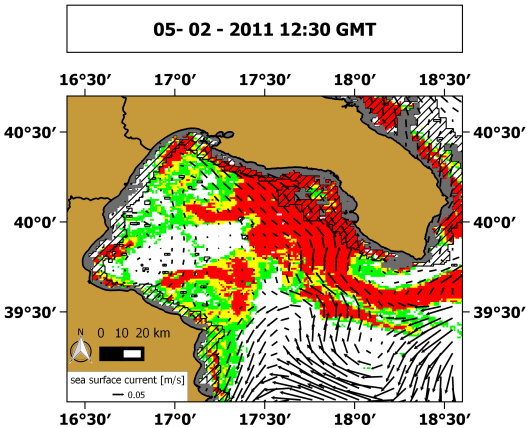 05- 02 - 2011 12:30 GMT
16°30’ 17°0’ 17°30’ 18°0’ 18°30’
40°30’ 40°30’
40°0’ 40°0’
39°30’ 39°30’
N
0 10 20 km
sea surface current [m/s]
0.05
16°30’ 17°0’ 17°30’ 18°0’ 18°30’